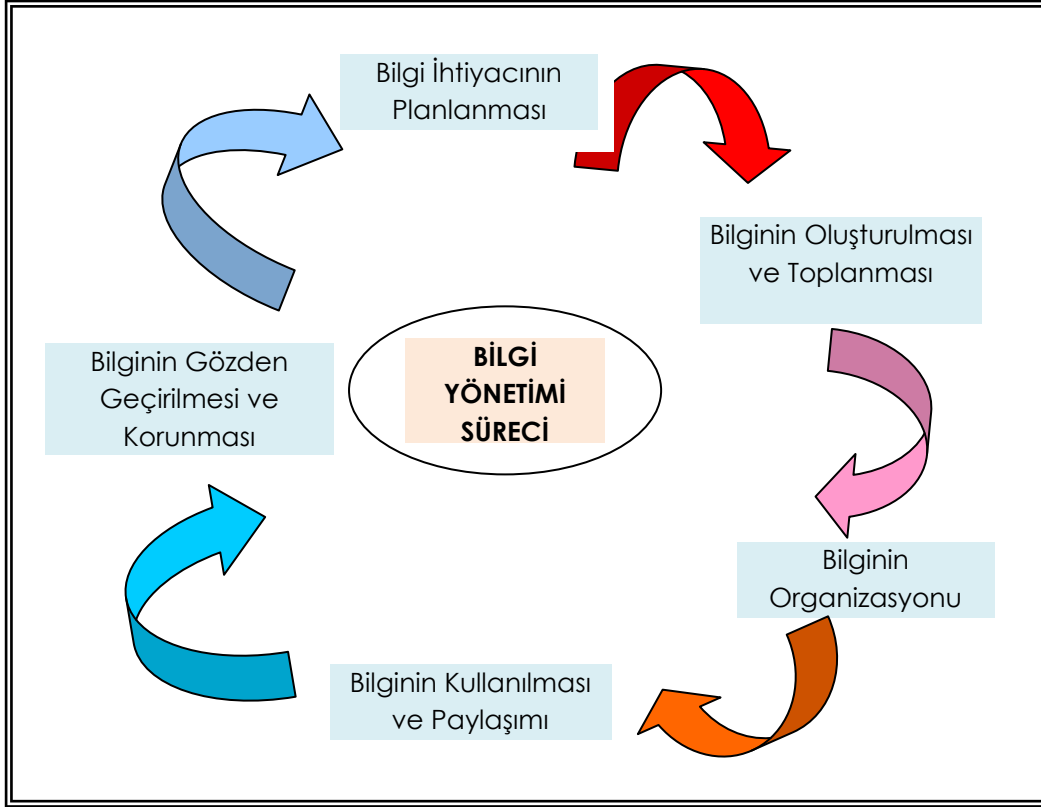 Bilgi İhtiyacının
Planlanması
Bilginin Oluşturulması
ve Toplanması
Bilginin
Organizasyonu
Bilginin Kullanılması
ve Paylaşımı
Bilginin Gözden
Geçirilmesi ve
Korunması
BİLGİ
YÖNETİMİ
SÜRECİ